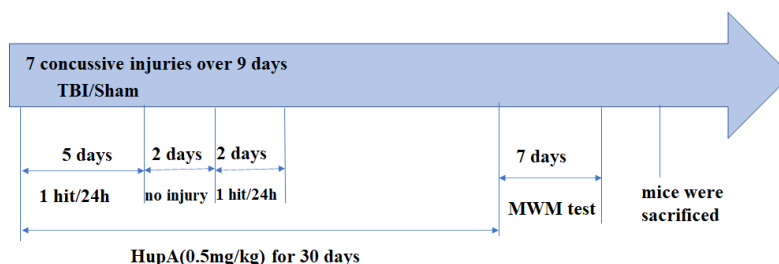 7 concussive injuries over 9 days
TBI/Sham
5 days
2 days
2 days
7 days
1 hit/24h
no injury
1 hit/24h
MWM test
mice were
sacrificed
HupA(0.5mg/kg) for 30 days